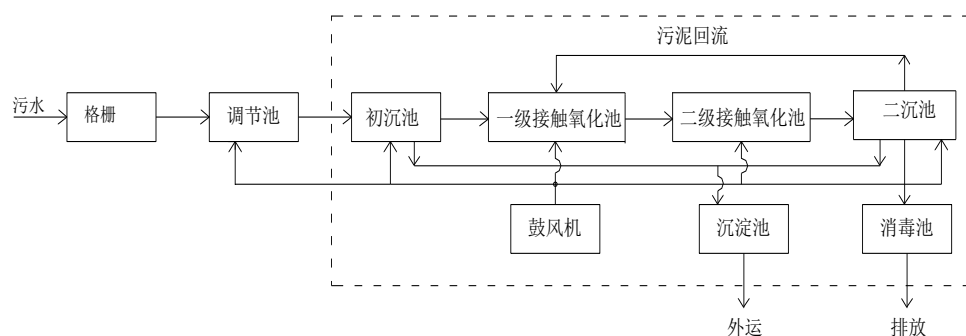 污泥回流
污水
格栅
调节池
初沉池
一级接触氧化池
二级接触氧化池
二沉池
鼓风机
沉淀池
消毒池
外运
排放